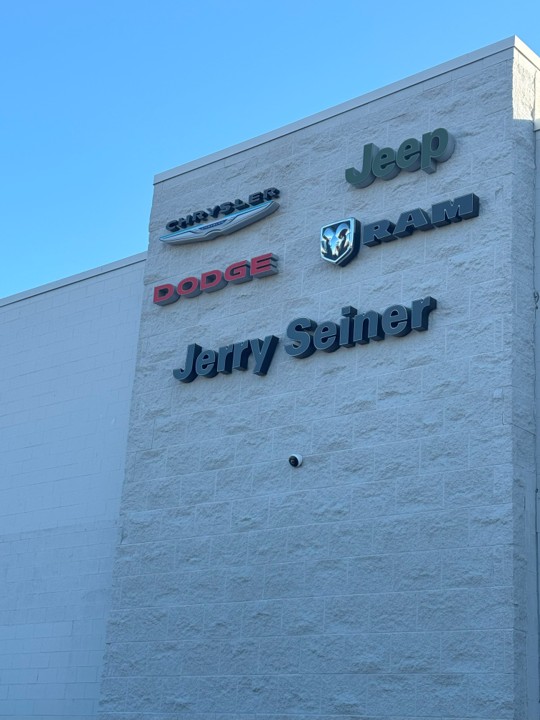 CHRYSLER
Jeep
DODGE
RAM
Jerry Seiner